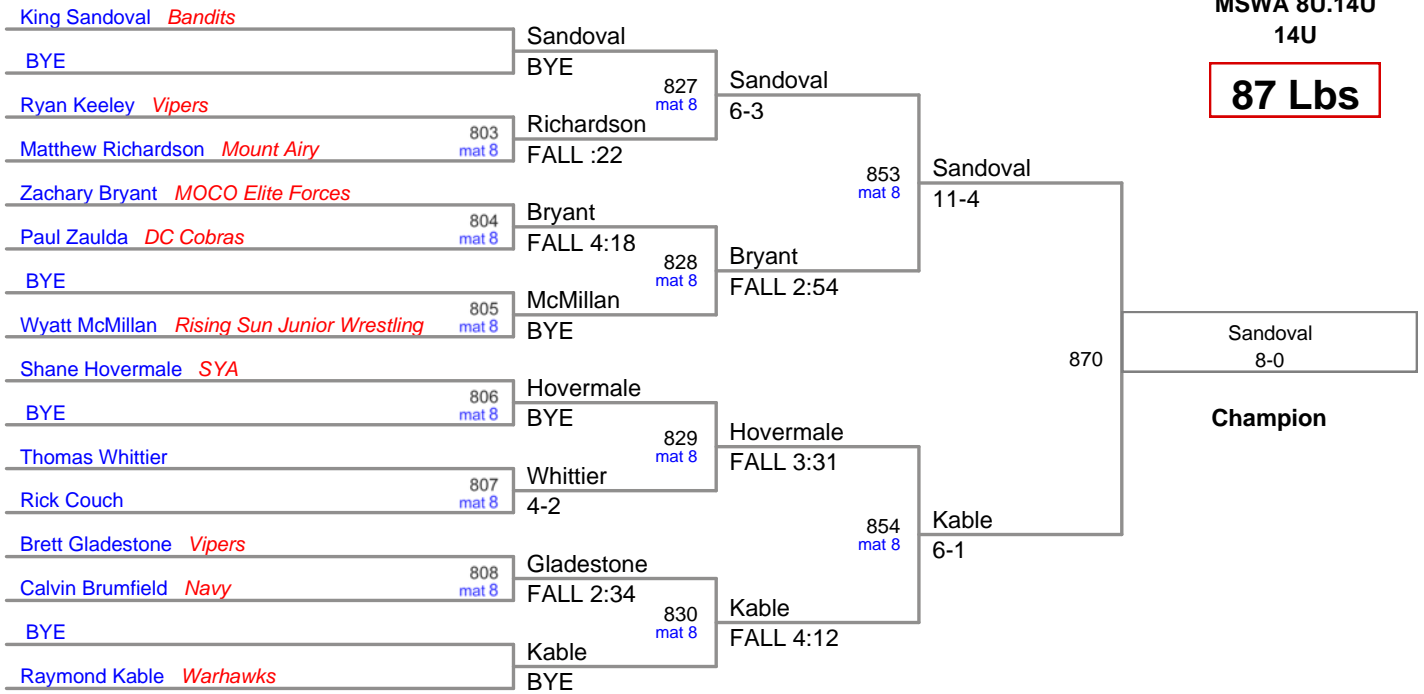 MSWA 8U.14U
14U
87 Lbs
King Sandoval Bandits
BYE
Ryan Keeley Vipers
Matthew Richardson Mount Airy
Zachary Bryant MOCO Elite Forces
Paul Zaulda DC Cobras
BYE
Wyatt McMillan Rising Sun Junior Wrestling
Shane Hovermale SYA
BYE
Thomas Whittier
Rick Couch
Brett Gladestone Vipers
Calvin Brumfield Navy
BYE
Raymond Kable Warhawks
803
mat 8
804
mat 8
805
mat 8
806
mat 8
807
mat 8
808
mat 8
Sandoval
BYE
Richardson
FALL :22
Bryant
FALL 4:18
McMillan
BYE
Hovermale
BYE
Whittier
4-2
Gladestone
FALL 2:34
Kable
BYE
827
mat 8
828
mat 8
829
mat 8
830
mat 8
Sandoval
6-3
Bryant
FALL 2:54
Hovermale
FALL 3:31
Kable
FALL 4:12
853
mat 8
854
mat 8
Sandoval
11-4
Kable
6-1
870
Sandoval
8-0
Champion